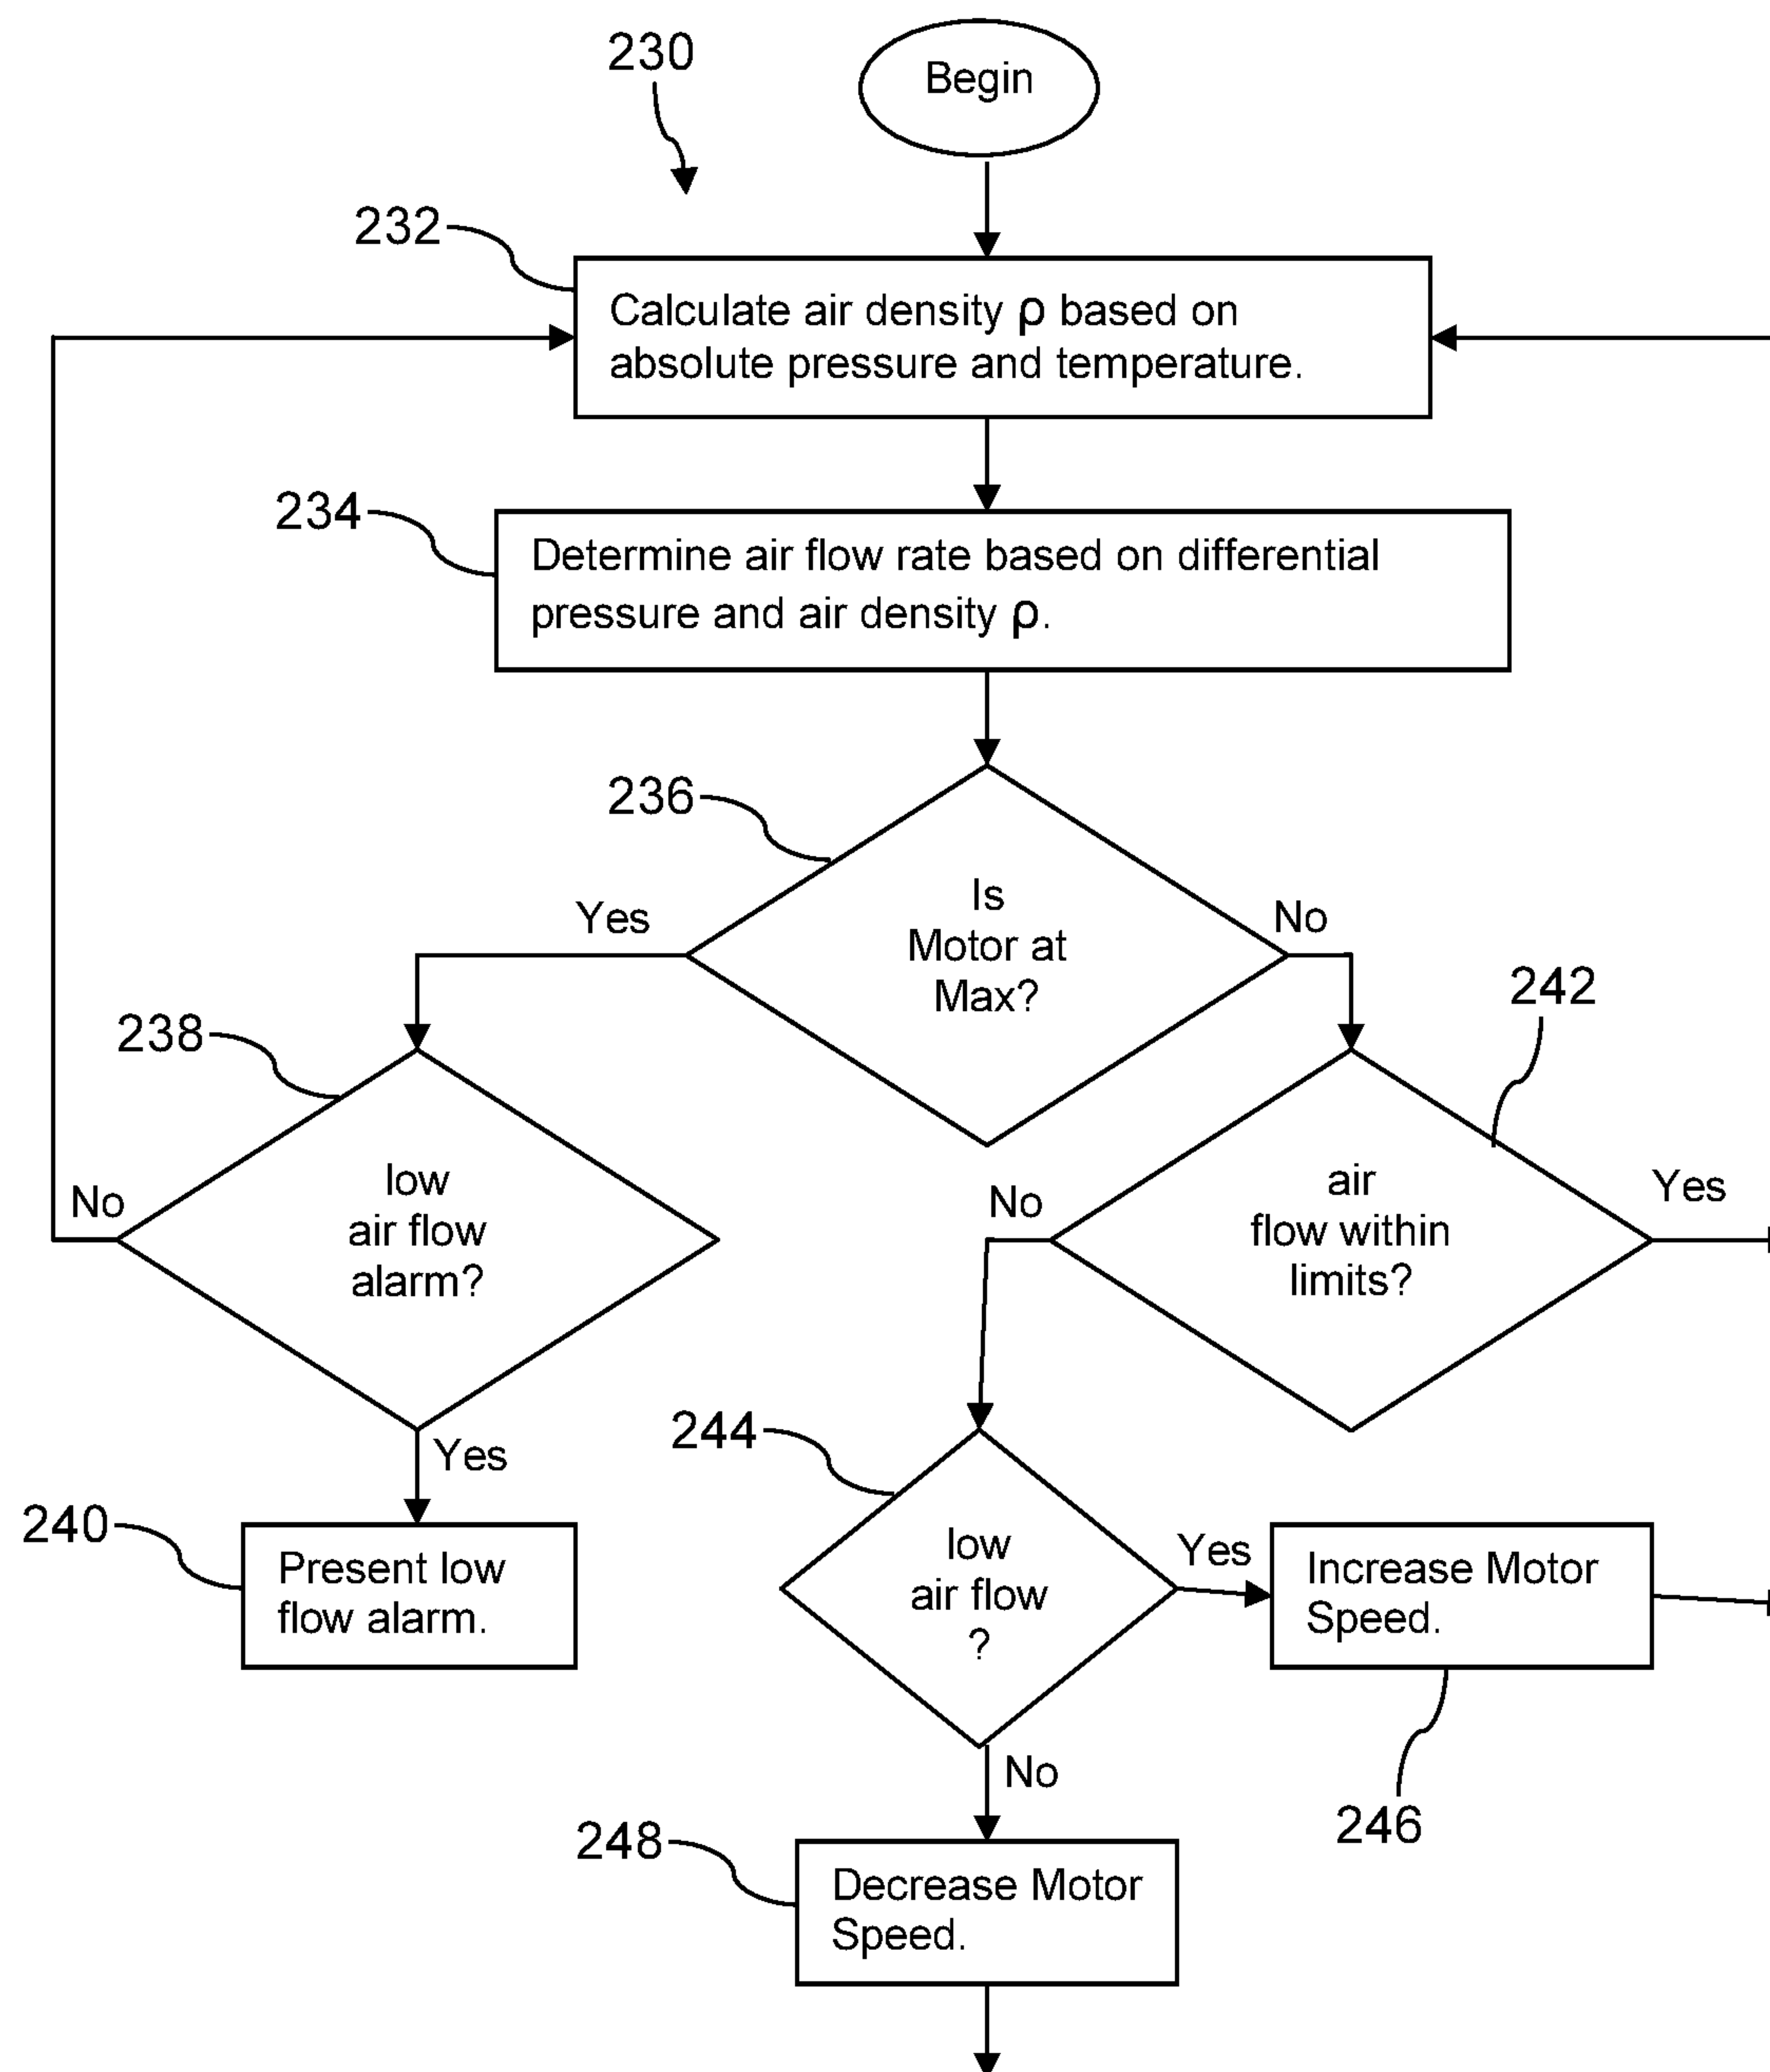 230
Begin
232
Calculate air density ρ based on
absolute pressure and temperature.
234
Determine air flow rate based on differential
pressure and air density ρ.
236
Is
Motor at
Max?
Yes
No
238
low
air flow
alarm?
No
Yes
242
air
flow within
limits?
No
Yes
240
Present low
flow alarm.
244
low
air flow
?
Yes
No
Increase Motor
Speed.
246
248
Decrease Motor
Speed.